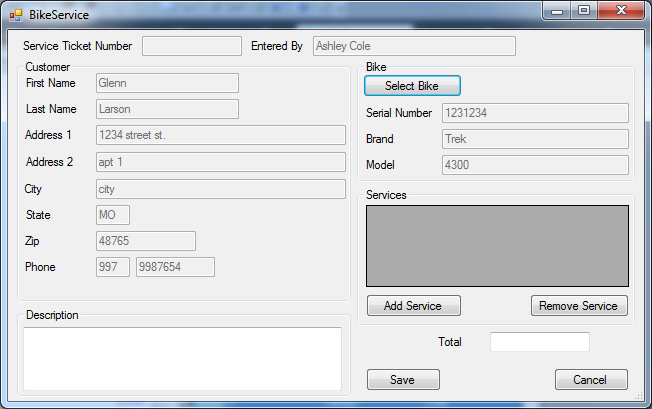 BikeService
Service Ticket Number Entered By Ashley Cole
Customer
First Name Glenn
Last Name Larson
Address 1 1234 street st.
Address 2 apt 1
City city
State MO
Zip 48765
Phone 997 9987654
Description
Bike
Select Bike
Serial Number 1231234
Brand Trek
Model 4300
Services
Add Service Remove Service
Total
Save Cancel